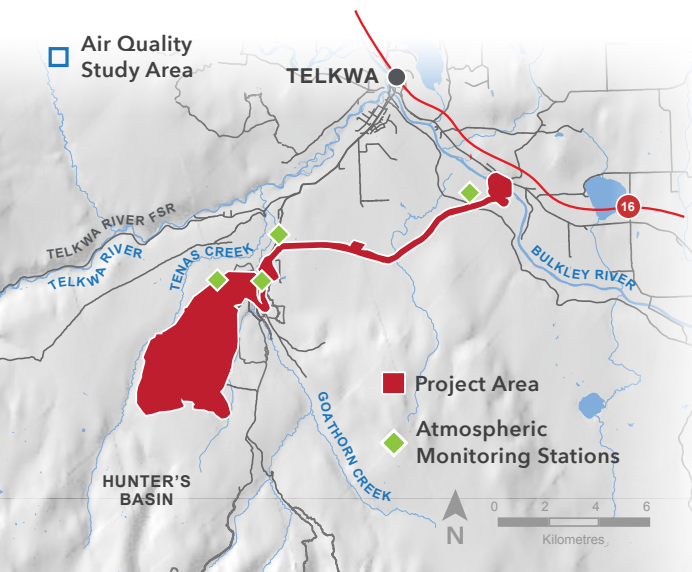 Air Quality
Study Area
TELKWA
16
TELKWA RIVER FSR
TELKWA RIVER
TENAS CREEK
BULKLEY RIVER
Project Area
GOATHORN CREEK
Atmospheric
Monitoring Stations
HUNTER'S
BASIN
N
0 2 4 6
Kilometres